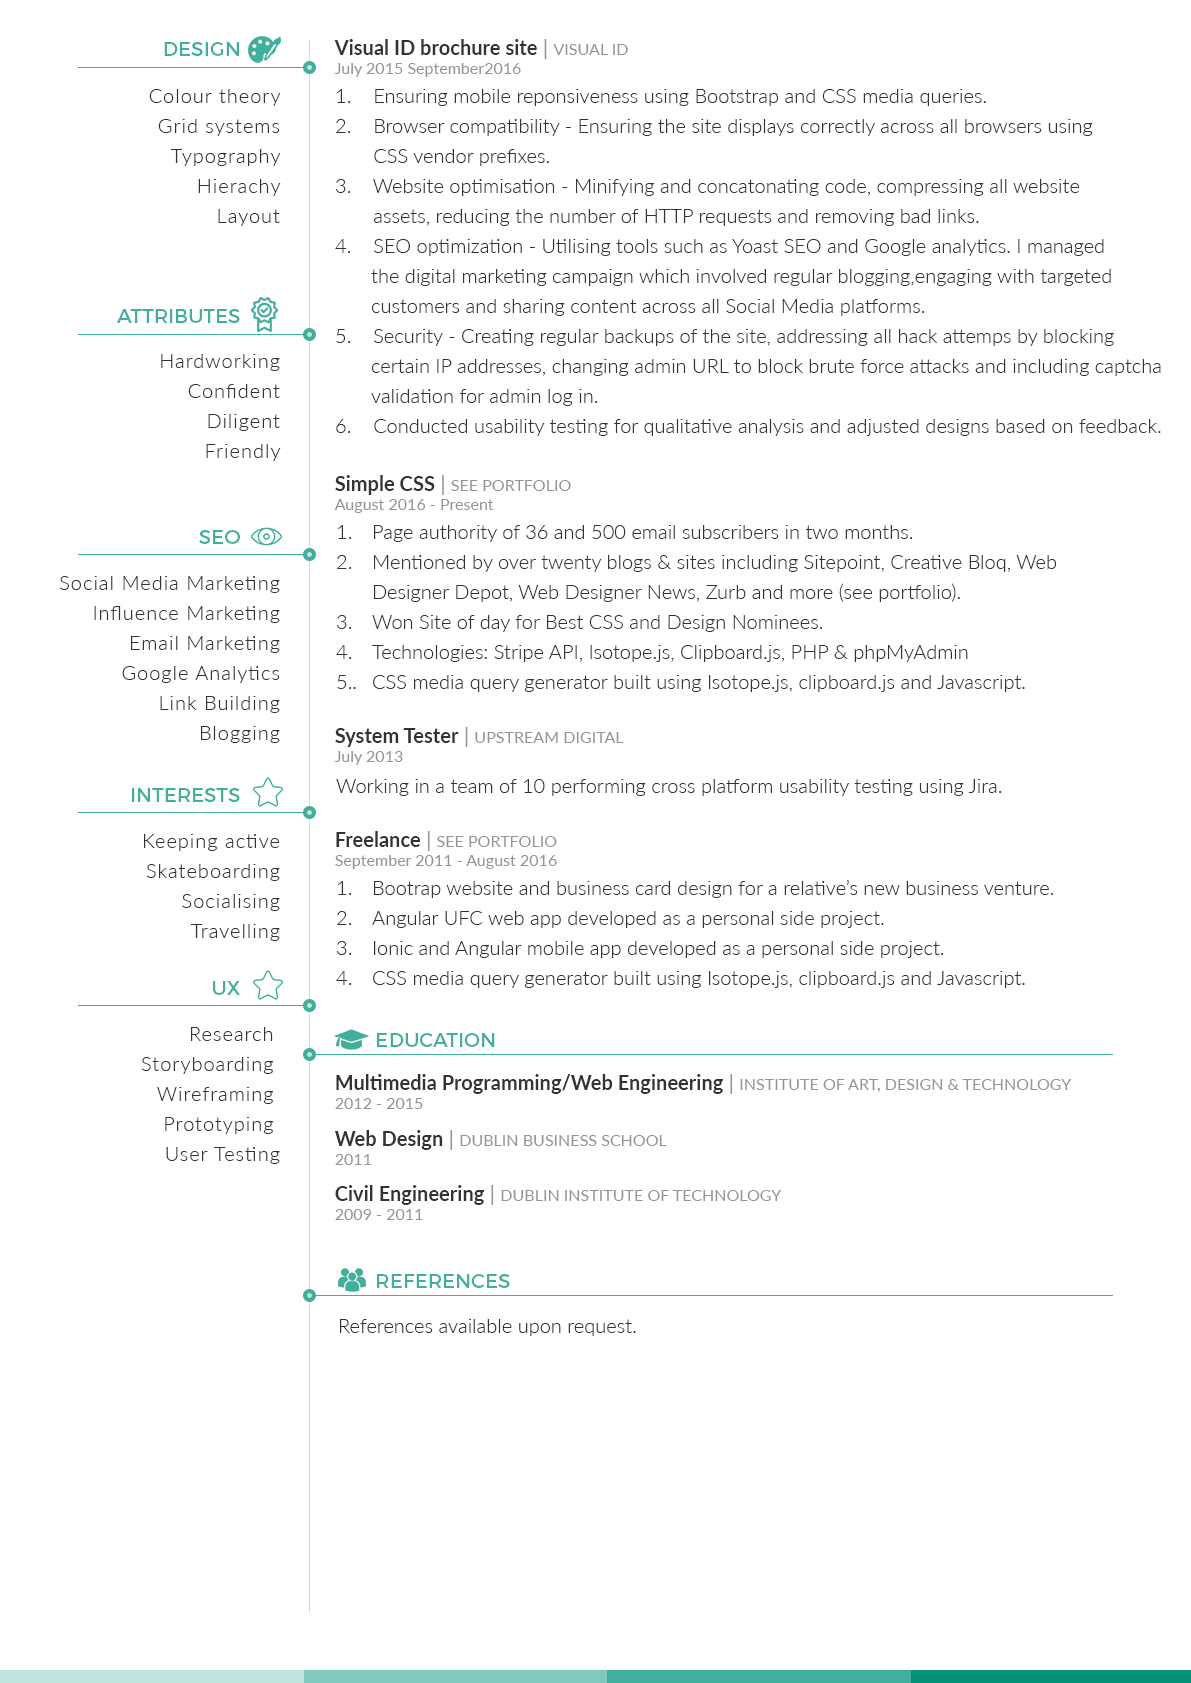 DESIGN
Colour theory
Grid systems
Typography
Hierachy
Layout
ATTRIBUTES
Hardworking
Confident
Diligent
Friendly
SEO
Social Media Marketing
Influence Marketing
Email Marketing
Google Analytics
Link Building
Blogging
INTERESTS
Keeping active
Skateboarding
Socialising
Travelling
UX
Research
Storyboarding
Wireframing
Prototyping
User Testing
Visual ID brochure site | VISUAL ID
July 2015 September2016
1. Ensuring mobile reponsiveness using Bootstrap and CSS media queries.
2. Browser compatibility - Ensuring the site displays correctly across all browsers using
CSS vendor prefixes.
3. Website optimisation - Minifying and concatonating code, compressing all website
assets, reducing the number of HTTP requests and removing bad links.
4. SEO optimization - Utilising tools such as Yoast SEO and Google analytics. I managed
the digital marketing campaign which involved regular blogging,engaging with targeted
customers and sharing content across all Social Media platforms.
5. Security - Creating regular backups of the site, addressing all hack attemps by blocking
certain IP addresses, changing admin URL to block brute force attacks and including captcha
validation for admin log in.
6. Conducted usability testing for qualitative analysis and adjusted designs based on feedback.
Simple CSS | SEE PORTFOLIO
August 2016 - Present
1. Page authority of 36 and 500 email subscribers in two months.
2. Mentioned by over twenty blogs & sites including Sitepoint, Creative Bloq, Web
Designer Depot, Web Designer News, Zurb and more (see portfolio).
3. Won Site of day for Best CSS and Design Nominees.
4. Technologies: Stripe API, Isotope.js, Clipboard.js, PHP & phpMyAdmin
5.. CSS media query generator built using Isotope.js, clipboard.js and Javascript.
System Tester | UPSTREAM DIGITAL
July 2013
Working in a team of 10 performing cross platform usability testing using Jira.
Freelance | SEE PORTFOLIO
September 2011 - August 2016
1. Bootrap website and business card design for a relative's new business venture.
2. Angular UFC web app developed as a personal side project.
3. Ionic and Angular mobile app developed as a personal side project.
4. CSS media query generator built using Isotope.js, clipboard.js and Javascript.
EDUCATION
Multimedia Programming/Web Engineering | INSTITUTE OF ART, DESIGN & TECHNOLOGY
2012 - 2015
Web Design | DUBLIN BUSINESS SCHOOL
2011
Civil Engineering | DUBLIN INSTITUTE OF TECHNOLOGY
2009 - 2011
REFERENCES
References available upon request.